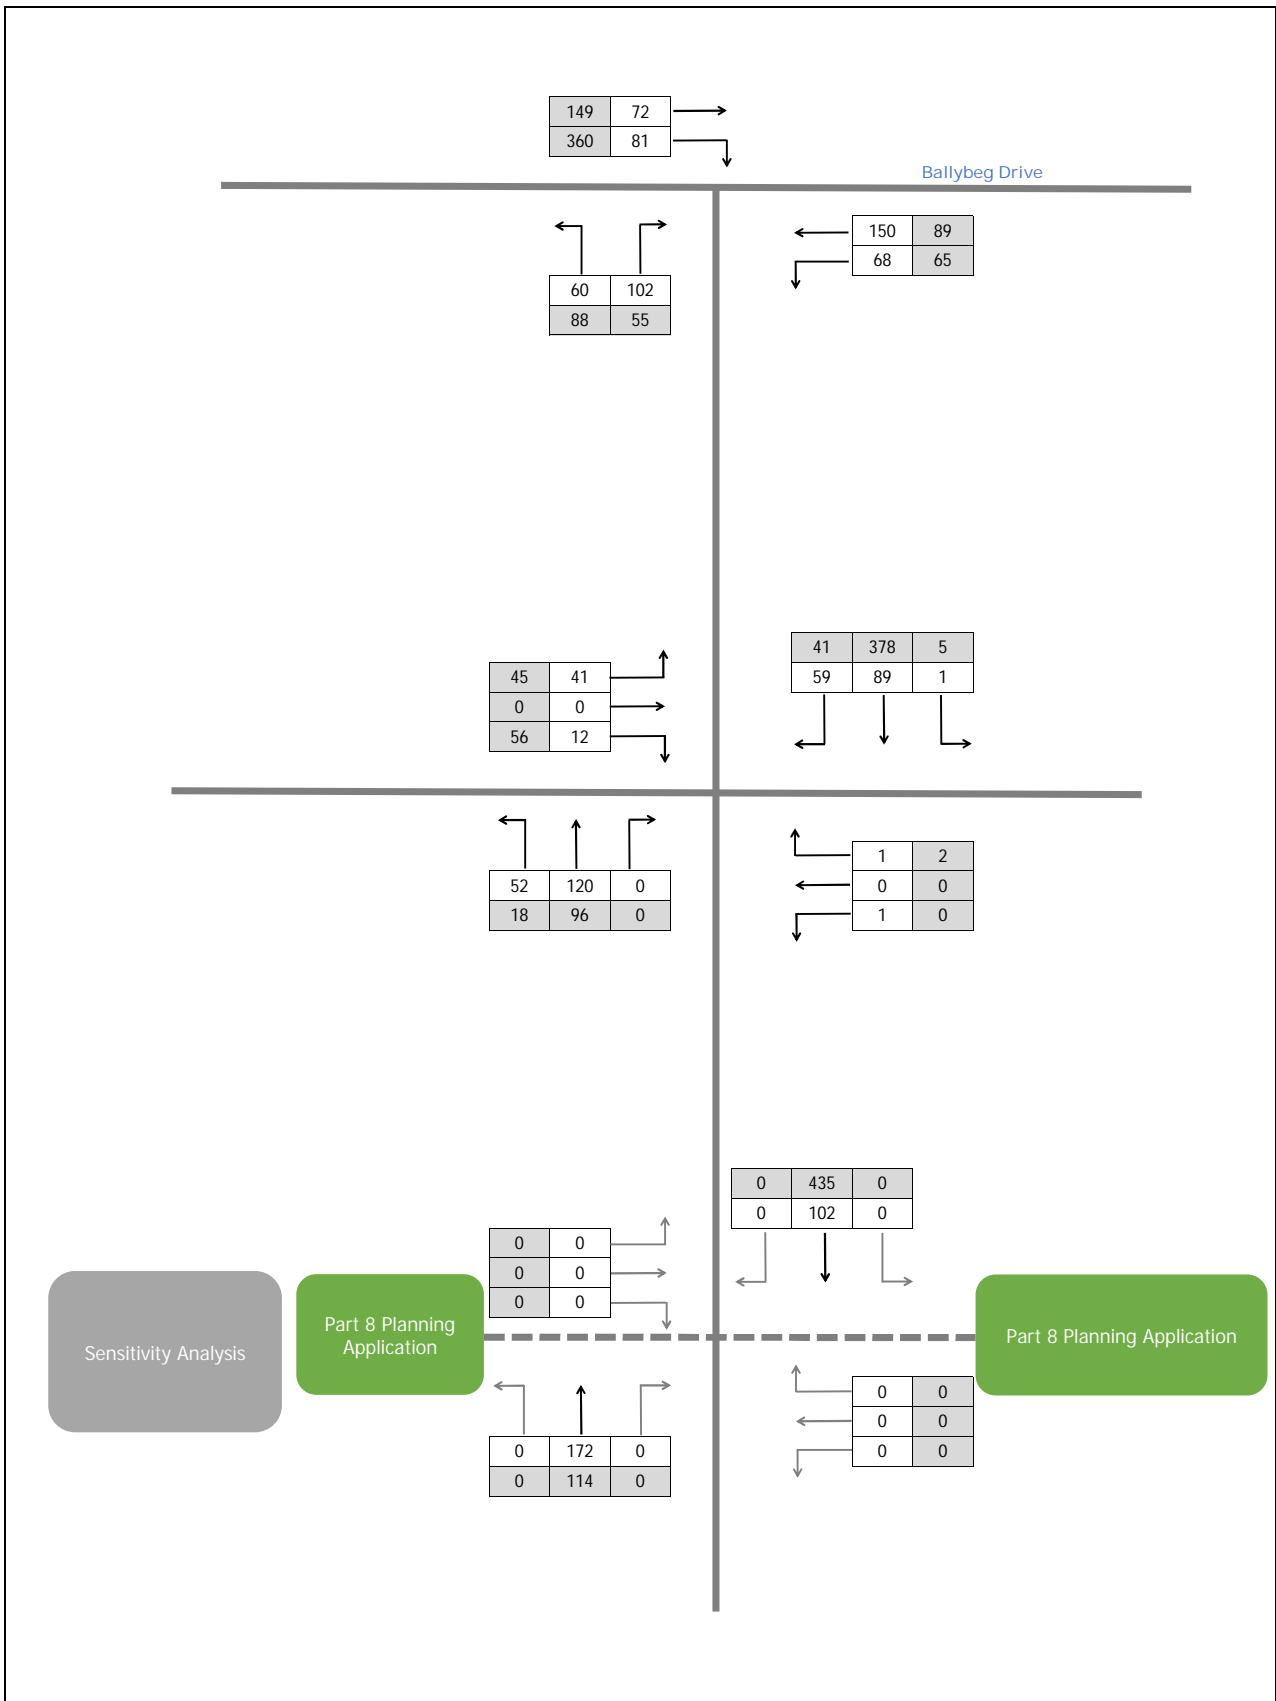 149 72
360 81
Ballybeg Drive
150 89
68 65
60 102
88 55
41 378 5
59 89 1
45 41
0 0
56 12
1 2
0 0
1 0
52 120 0
18 96 0
0 435 0
0 102 0
0 0
0 0
0 0
Sensitivity Analysis
Part 8 Planning
Application
Part 8 Planning Application
0 0
0 0
0 0
0 172 0
0 114 0